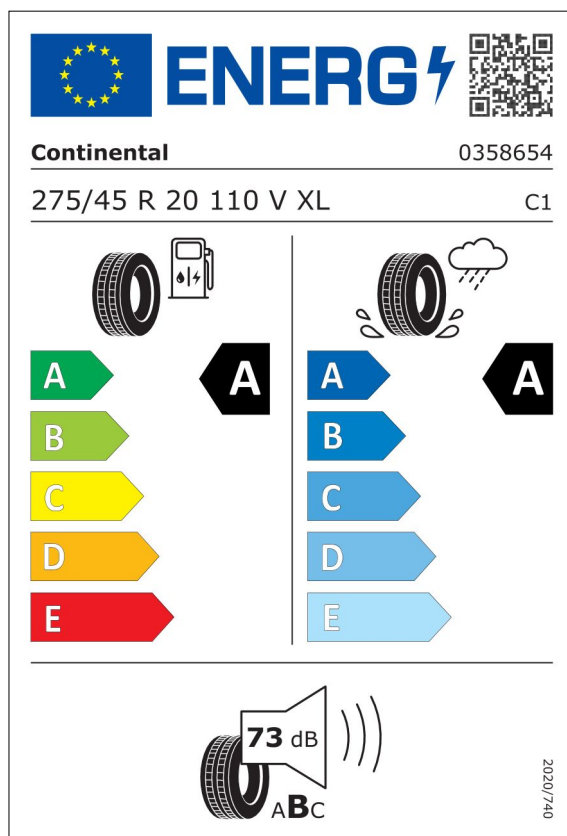 ENERG
Continental 0358654
275/45 R 20 110 V XL C1
A A A A
B B
C C
D D
E E
73 dB
ABC
2020/740